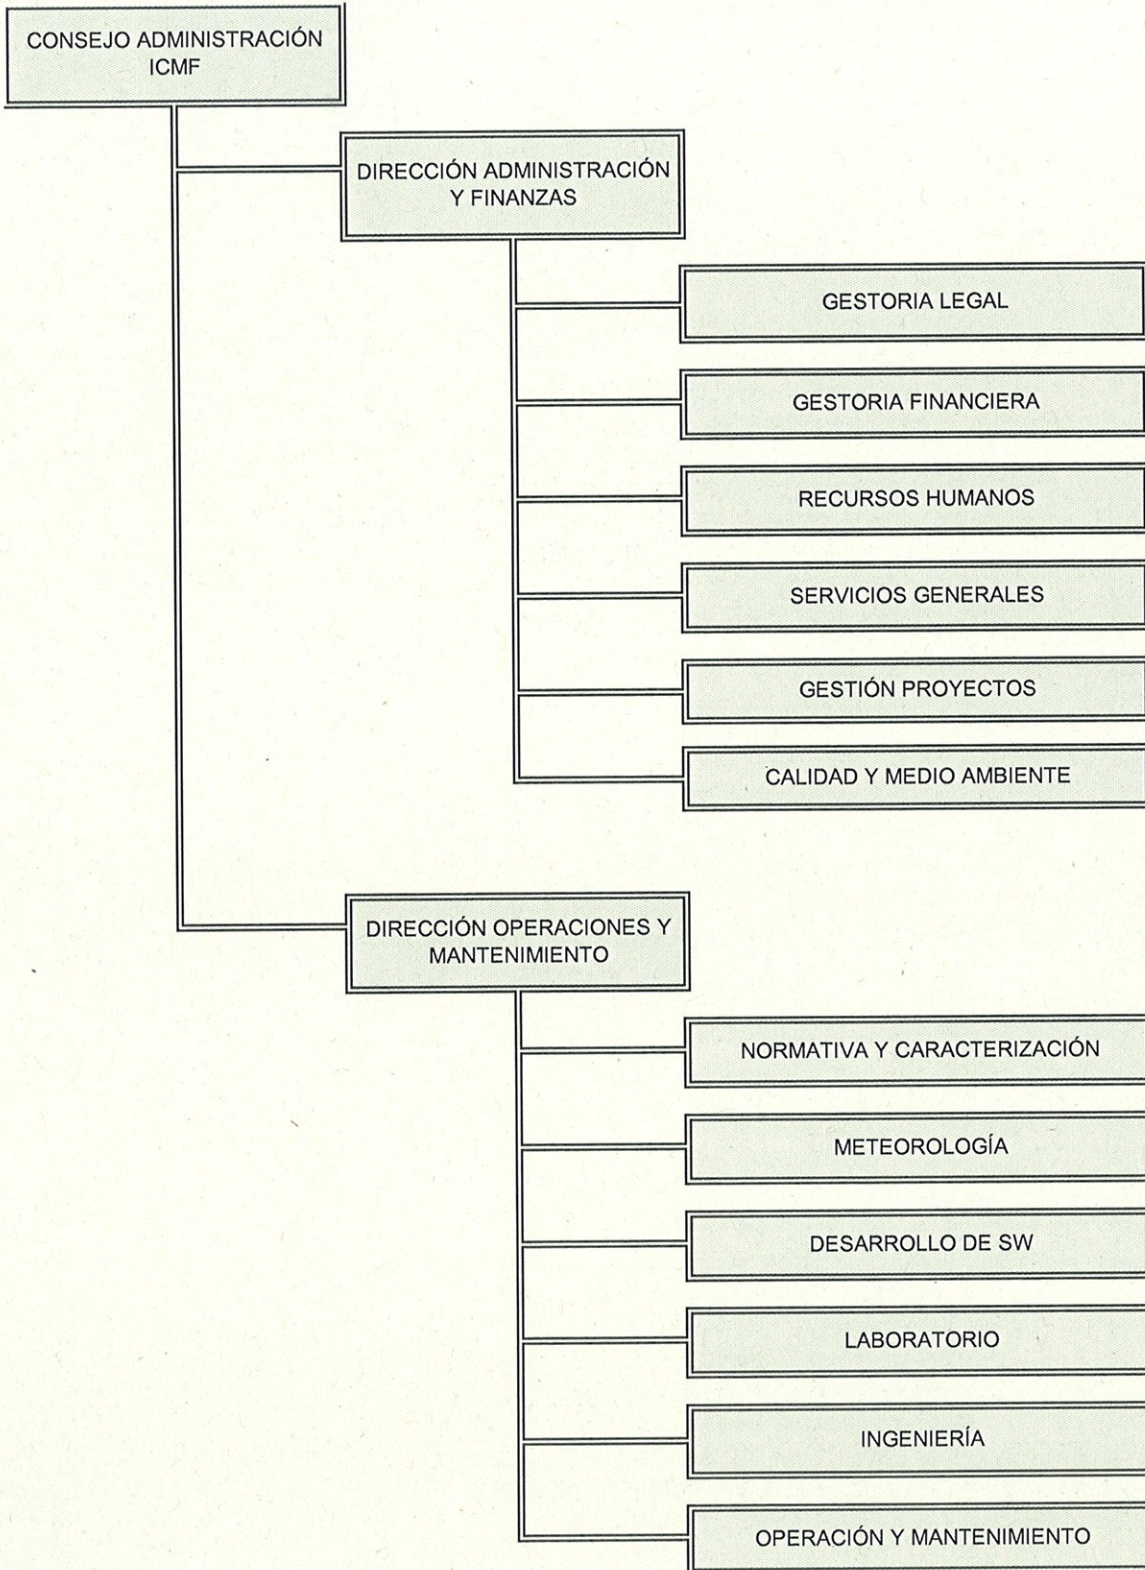 CONSEJO ADMINISTRACIÓN
ICMF
DIRECCIÓN ADMINISTRACIÓN
Y FINANZAS
GESTORIA LEGAL
GESTORIA FINANCIERA
RECURSOS HUMANOS
SERVICIOS GENERALES
GESTIÓN PROYECTOS
CALIDAD Y MEDIO AMBIENTE
DIRECCIÓN OPERACIONES Y
MANTENIMIENTO
NORMATIVA Y CARACTERIZACIÓN
METEOROLOGÍA
DESARROLLO DE SW
LABORATORIO
INGENIERÍA
OPERACIÓN Y MANTENIMIENTO